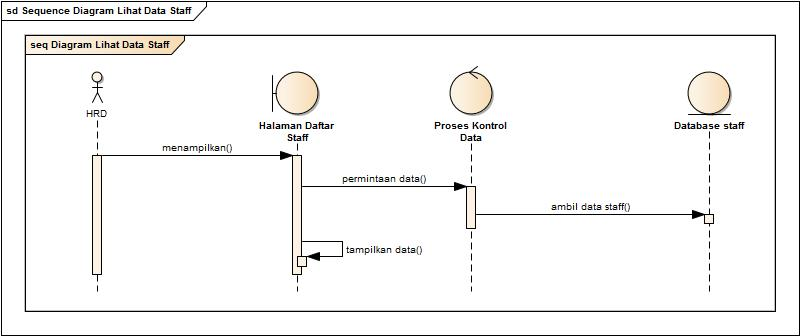 sd Sequence Diagram Lihat Data Staff
seq Diagram Lihat Data Staff
HRD
Halaman Daftar
Staff
Proses Kontrol
Data
Database staff
menampilkan()
permintaan data()
ambil data staff()
tampilkan data()